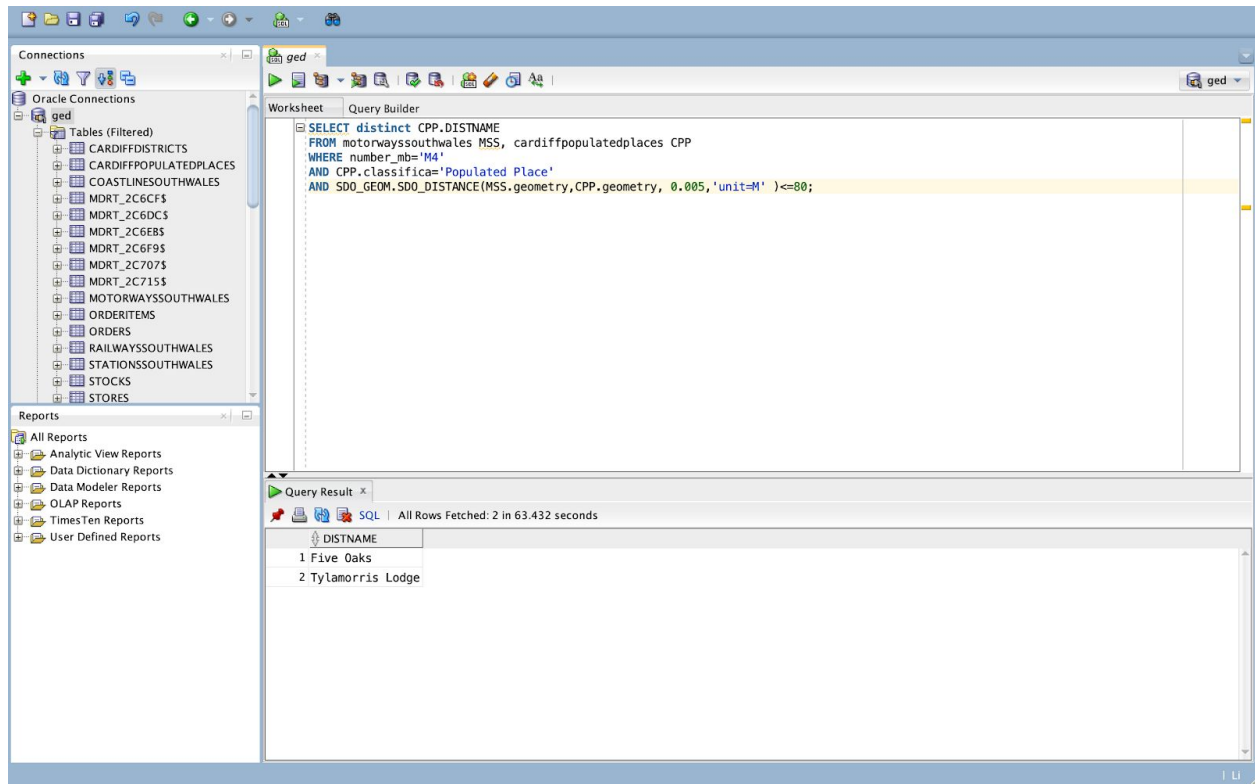 Connections
Oracle Connections
ged
Tables (Filtered)
CARDIFFDISTRICTS
CARDIFFPOPULATEDPLACES
COASTLINESOUTHWALES
MDRT_2C6CF$
MDRT_2C6DC$
MDRT_2C6EB$
MDRT_2C6F9$
MDRT_2C707$
MDRT_2C715$
MOTORWAYSSOUTHWALES
ORDERITEMS
ORDERS
RAILWAYSSOUTHWALES
STATIONSSOUTHWALES
STOCKS
STORES
Reports
All Reports
Analytic View Reports
Data Dictionary Reports
Data Modeler Reports
OLAP Reports
TimesTen Reports
User Defined Reports
ged
ged
Worksheet Query Builder
SELECT distinct CPP.DISTNAME
FROM motorwayssouthwales MSS, cardiffpopulatedplaces CPP
WHERE number_mb='M4'
AND CPP.classifica='Populated Place'
AND SDO_GEOM.SDO_DISTANCE(MSS.geometry,CPP.geometry, 0.005,'unit=M' )<=80;
Query Result x
SQL | All Rows Fetched: 2 in 63.432 seconds
DISTNAME
1 Five Oaks
2 Tylamorris Lodge